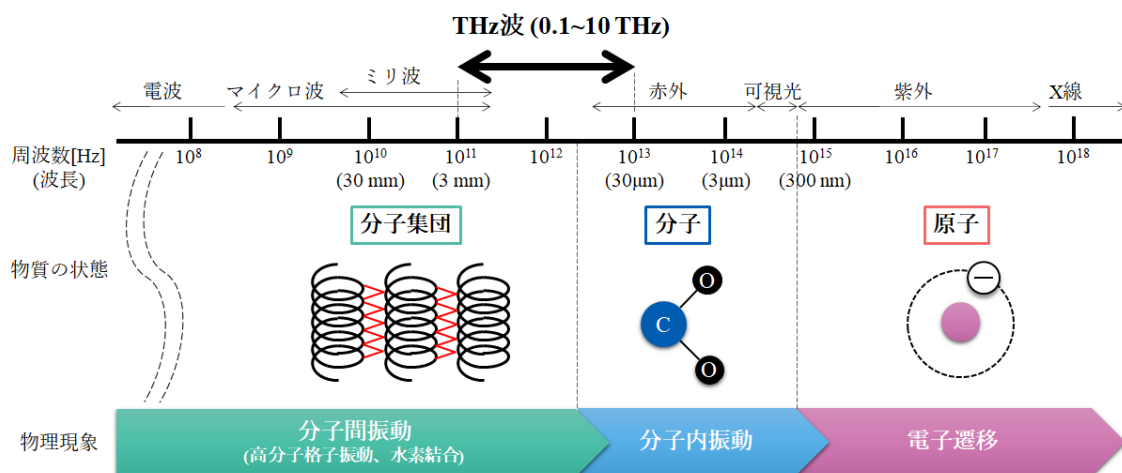 THz波 (0.1~10 THz)
ミリ波
電波 マイクロ波 赤外 可視光 紫外 X線
周波数[Hz] 10⁸ 10⁹ 10¹⁰ 10¹¹ 10¹² 10¹³ 10¹⁴ 10¹⁵ 10¹⁶ 10¹⁷ 10¹⁸
(波長) (30 mm) (3 mm) (30μm) (3μm) (300 nm)
分子集団 分子 原子
物質の状態
O
C
O
−
分子間振動 分子内振動 電子遷移
物理現象
(高分子格子振動、水素結合)